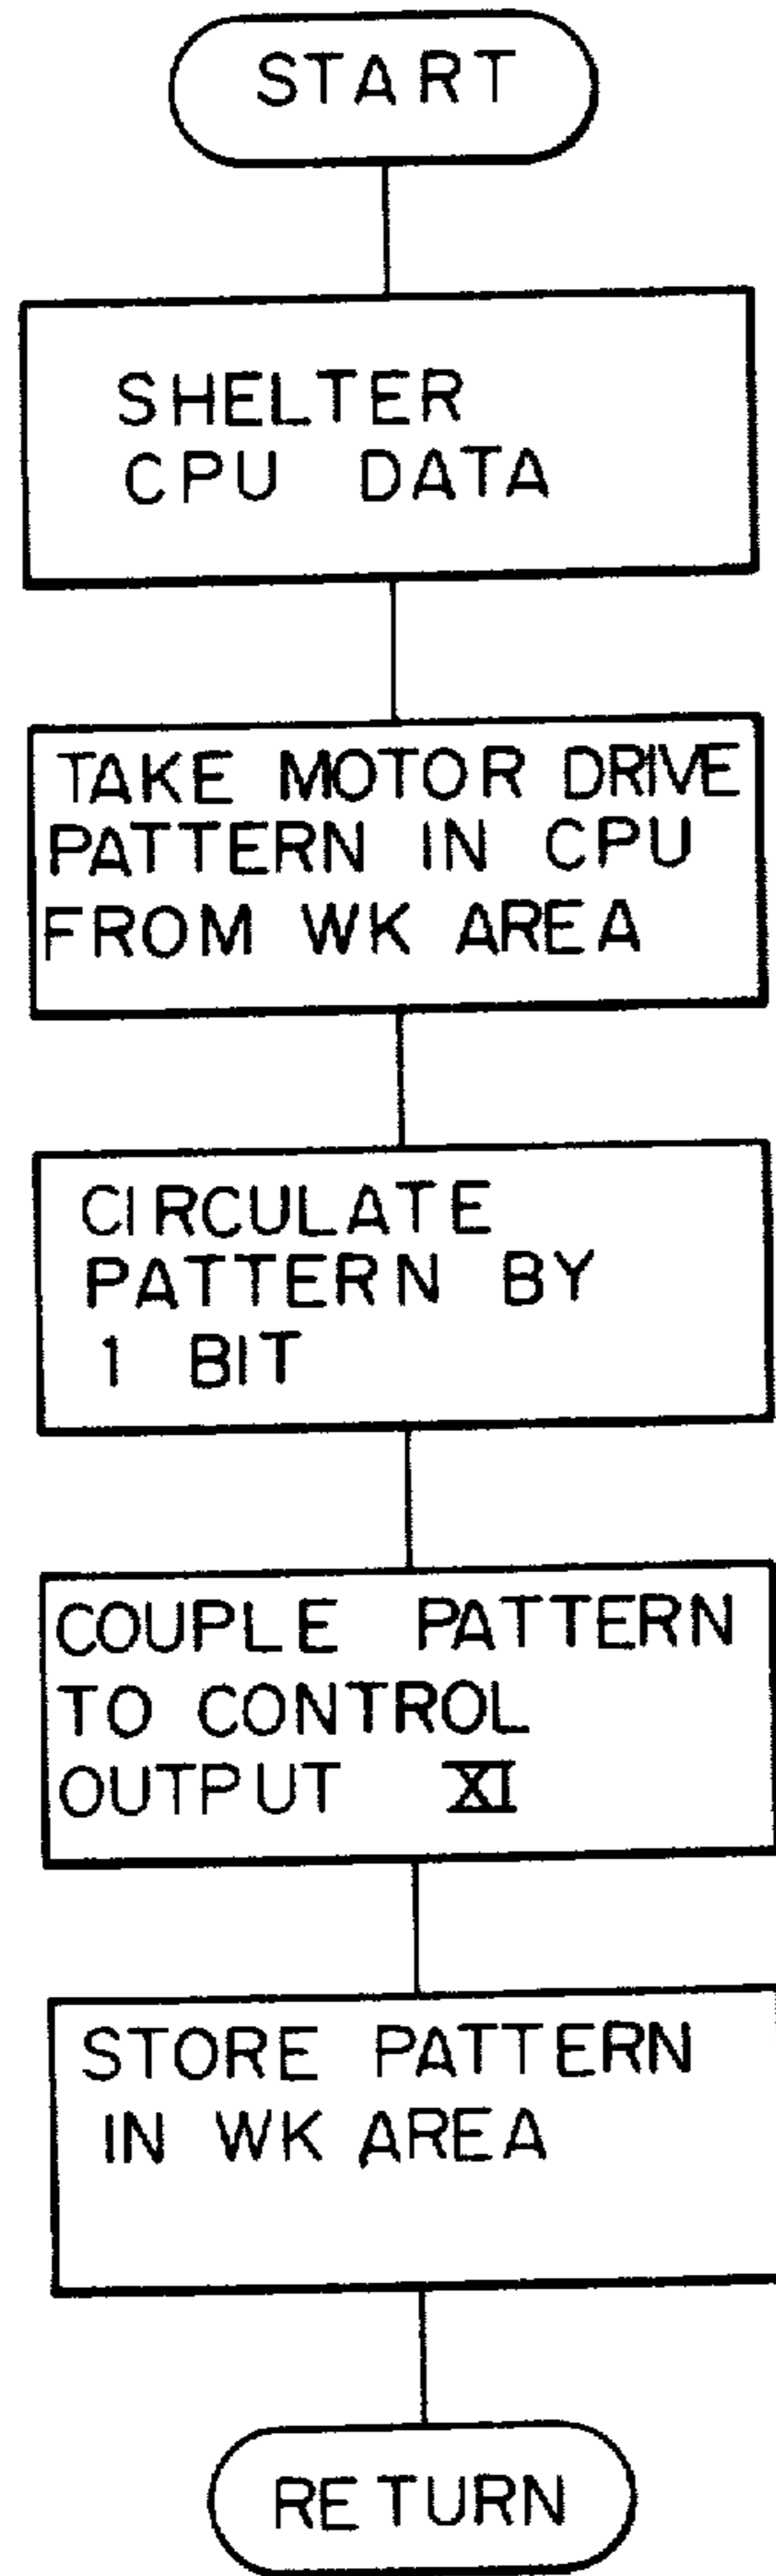 START
SHELTER
CPU DATA
TAKE MOTOR DRIVE
PATTERN IN CPU
FROM WK AREA
CIRCULATE
PATTERN BY
1 BIT
COUPLE PATTERN
TO CONTROL
OUTPUT XI
STORE PATTERN
IN WK AREA
RETURN